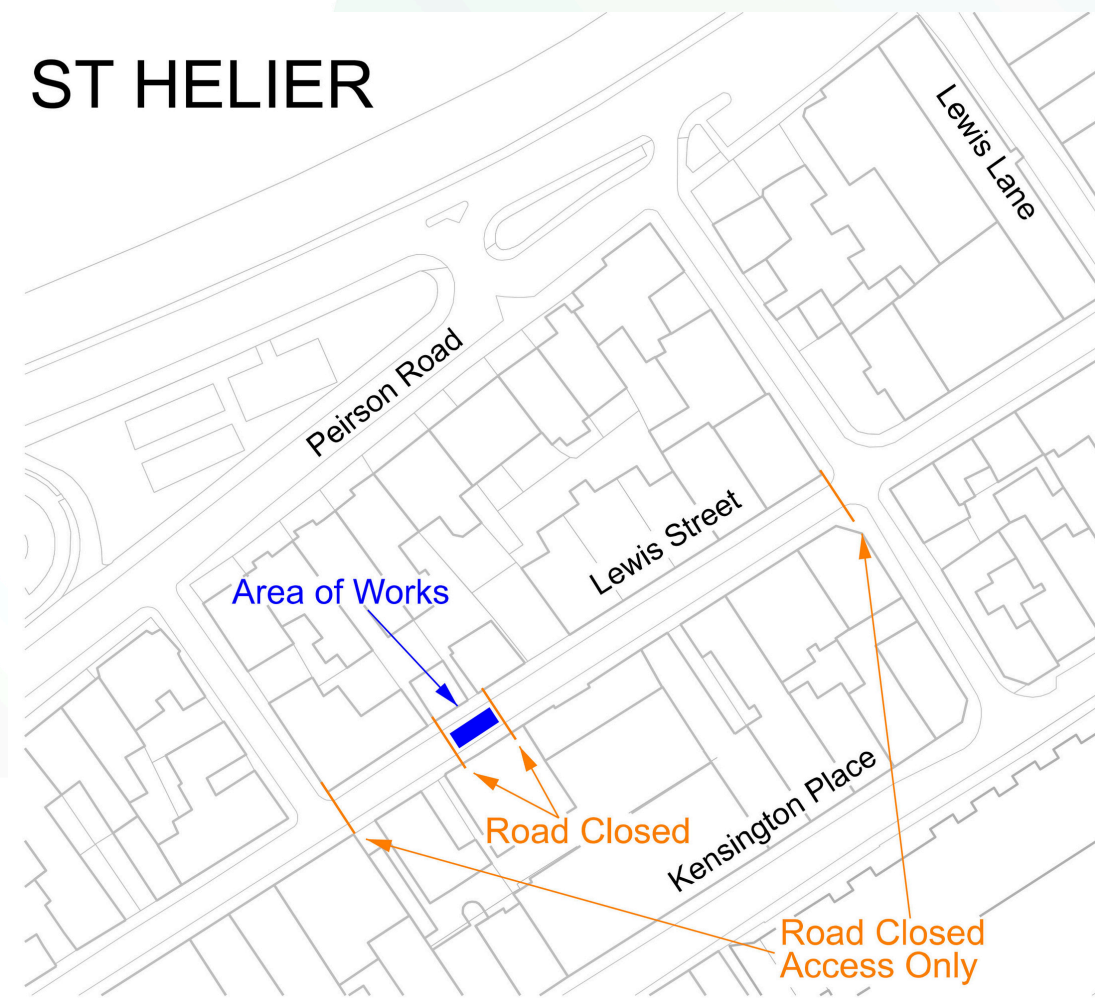 ST HELIER
Lewis Lane
Peirson Road
Lewis Street
Area of Works
Road Closed
Kensington Place
Road Closed
Access Only